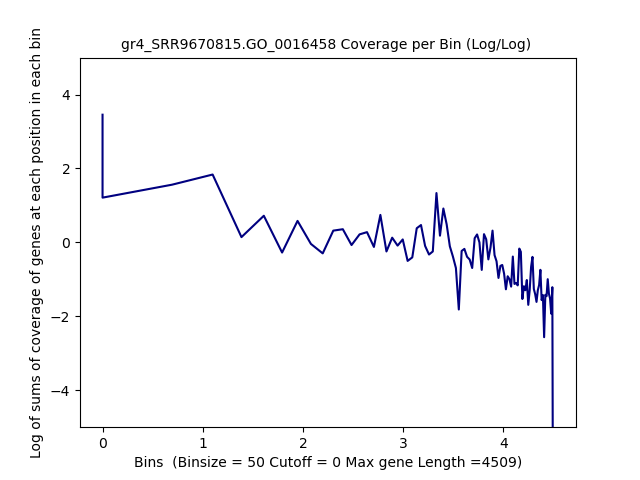 gr4_SRR9670815.GO_0016458 Coverage per Bin (Log/Log)
Log of sums of coverage of genes at each position in each bin
4
2
0
−2
−4
0 1 2 3 4
Bins  (Binsize = 50 Cutoff = 0 Max gene Length =4509)